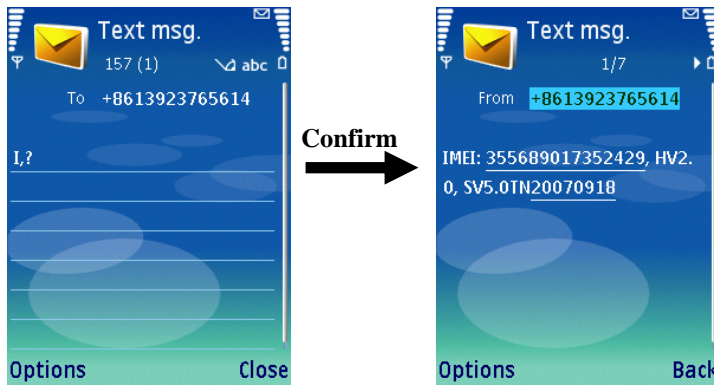 Text msg.
157 (1) abc
To +8613923765614
I,?
Options Close
Confirm
Text msg.
1/7
From +8613923765614
IMEI: 355689017352429, HV2.
0, SV5.0TN20070918
Options Back